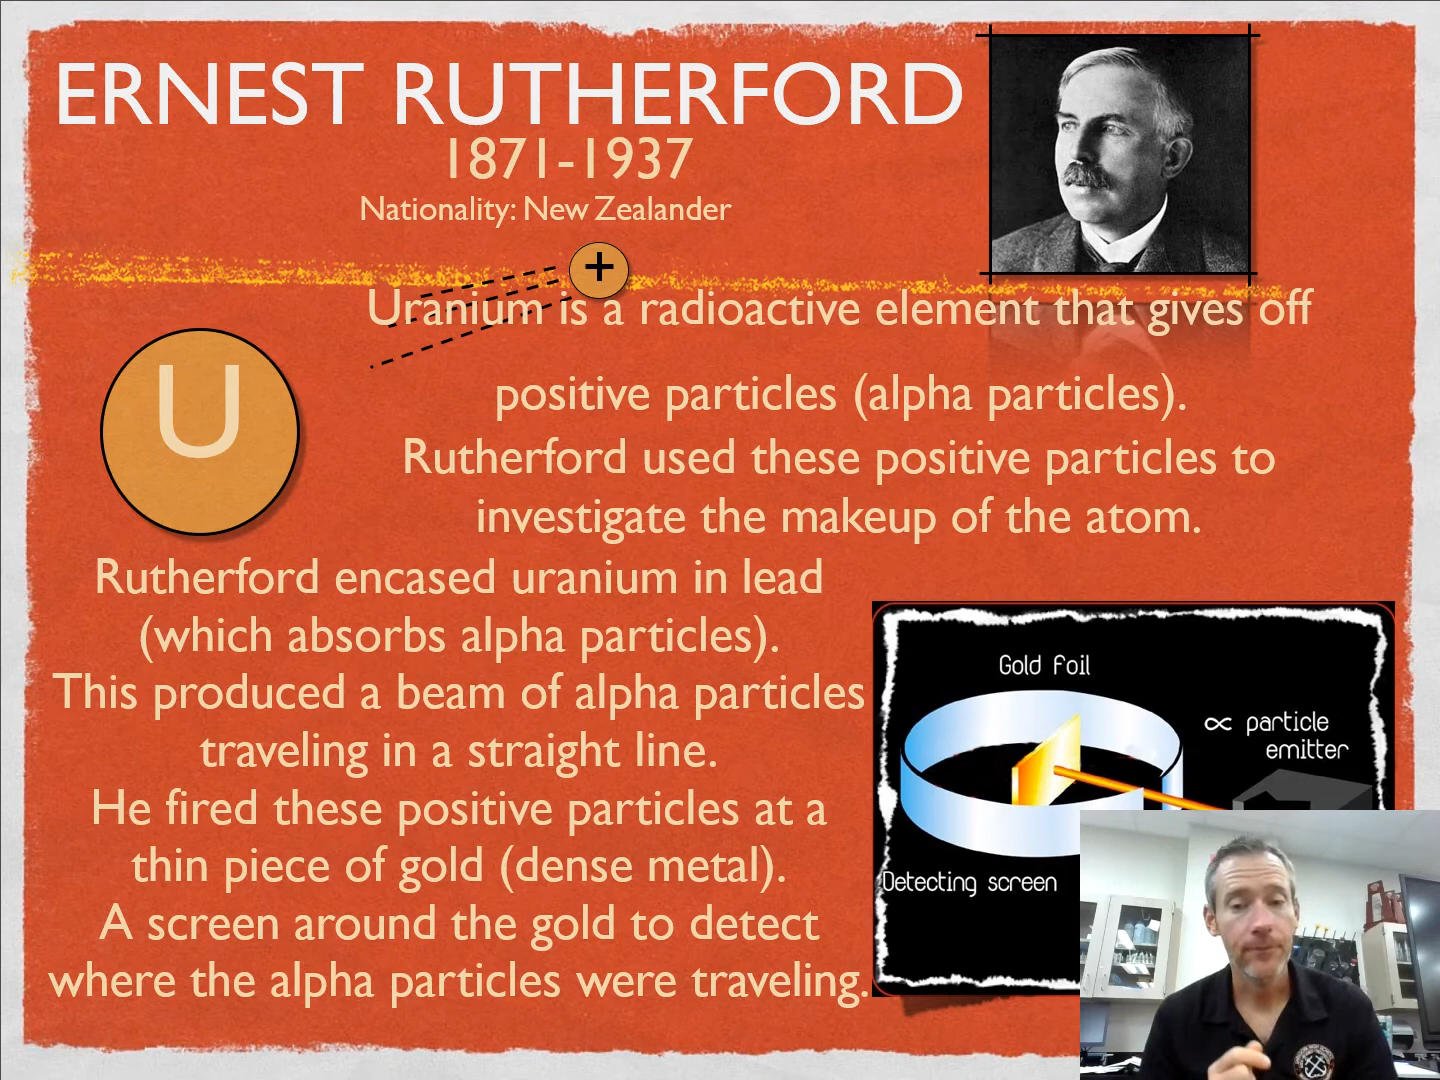 ERNEST RUTHERFORD
1871-1937
Nationality: New Zealander
+
Uranium is a radioactive element that gives off
positive particles (alpha particles).
Rutherford used these positive particles to
investigate the makeup of the atom.
U
Rutherford encased uranium in lead
(which absorbs alpha particles).
This produced a beam of alpha particles
traveling in a straight line.
He fired these positive particles at a
thin piece of gold (dense metal).
A screen around the gold to detect
where the alpha particles were traveling.
Gold foil
∝ particle
emitter
Detecting screen